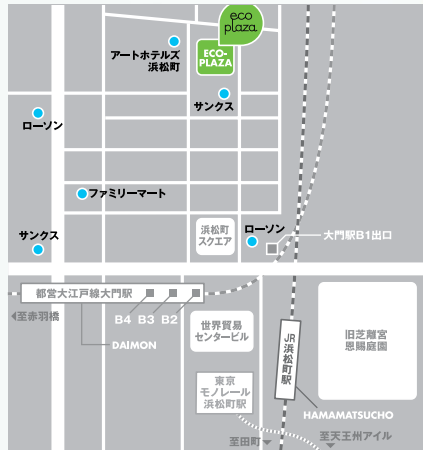 eco
plaza
ECO-
PLAZA
アートホテルズ
浜松町
サンクス
ローソン
ファミリーマート
サンクス
浜松町
スクエア
ローソン
大門駅B1出口
都営大江戸線大門駅
至赤羽橋
B4 B3 B2
DAIMON
世界貿易
センタービル
JR
浜松町駅
旧芝離宮
恩賜庭園
東京
モノレール
浜松町駅
HAMAMATSUCHO
至田町
至天王州アイル